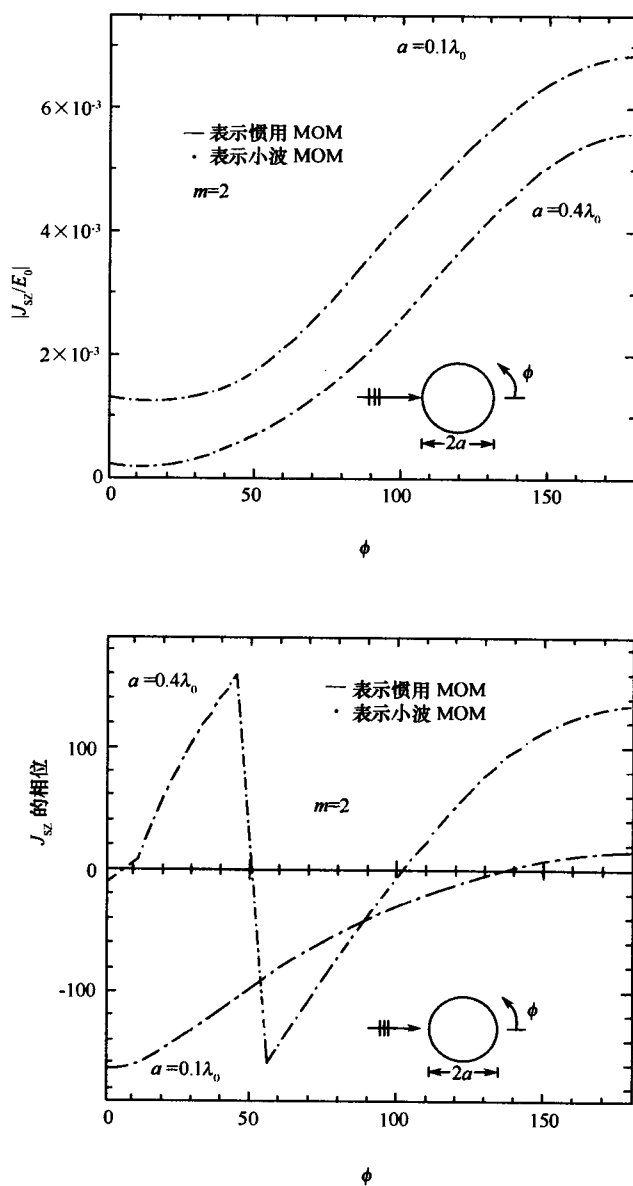 a=0.1λ₀
6×10⁻³
— 表示惯用 MOM
· 表示小波 MOM
m=2
a=0.4λ₀
4×10⁻³
|J_sz/E₀|
2×10⁻³
ϕ
2a
0
0 50 100 150
ϕ
a=0.4λ₀
— 表示惯用 MOM
· 表示小波 MOM
100
m=2
J_sz 的相位
0
-100
ϕ
a=0.1λ₀
2a
0 50 100 150
ϕ